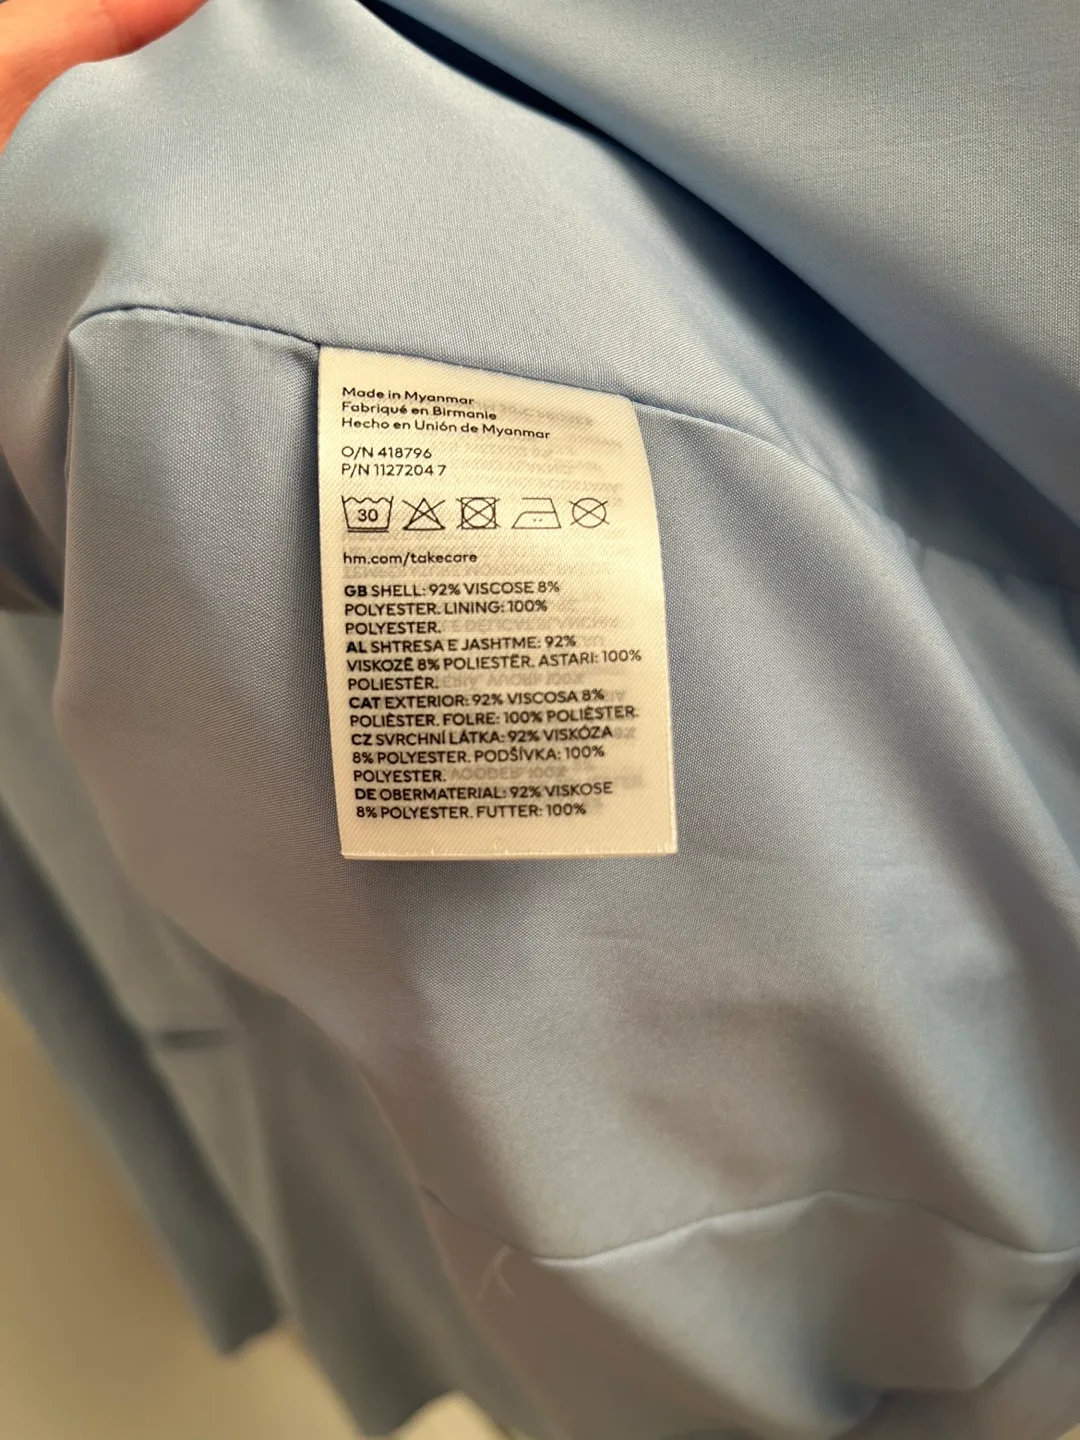 Made in Myanmar
Fabriqué en Birmanie
Hecho en Unión de Myanmar
O/N 418796
P/N 1127204 7
30
hm.com/takecare
GB SHELL: 92% VISCOSE 8%
POLYESTER. LINING: 100%
POLYESTER.
AL SHTRESA E JASHTME: 92%
VISKOZË 8% POLIESTËR. ASTARI: 100%
POLIESTËR.
CAT EXTERIOR: 92% VISCOSA 8%
POLIÈSTER. FOLRE: 100% POLIÈSTER.
CZ SVRCHNÍ LÁTKA: 92% VISKÓZA
8% POLYESTER. PODŠÍVKA: 100%
POLYESTER.
DE OBERMATERIAL: 92% VISKOSE
8% POLYESTER. FUTTER: 100%